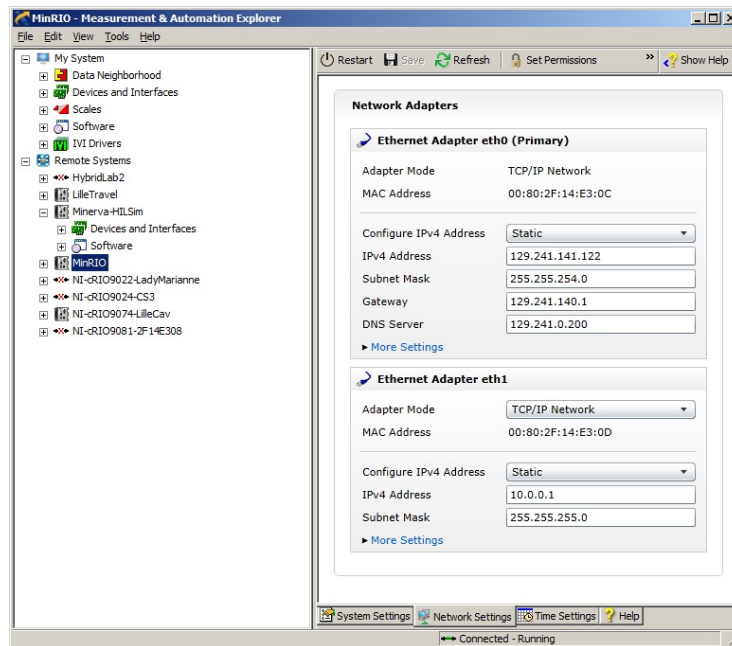 MinRIO - Measurement & Automation Explorer
File Edit View Tools Help
My System
Data Neighborhood
Devices and Interfaces
Scales
Software
IVI Drivers
Remote Systems
HybridLab2
LilleTravel
Minerva-HILSim
Devices and Interfaces
Software
MinRIO
NI-cRIO9022-LadyMarianne
NI-cRIO9024-CS3
NI-cRIO9074-LilleCav
NI-cRIO9081-2F14E308
Restart Save Refresh Set Permissions » Show Help
Network Adapters
Ethernet Adapter eth0 (Primary)
Adapter Mode TCP/IP Network
MAC Address 00:80:2F:14:E3:0C
Configure IPv4 Address Static
IPv4 Address 129.241.141.122
Subnet Mask 255.255.254.0
Gateway 129.241.140.1
DNS Server 129.241.0.200
More Settings
Ethernet Adapter eth1
Adapter Mode TCP/IP Network
MAC Address 00:80:2F:14:E3:0D
Configure IPv4 Address Static
IPv4 Address 10.0.0.1
Subnet Mask 255.255.255.0
More Settings
System Settings Network Settings Time Settings Help
Connected - Running